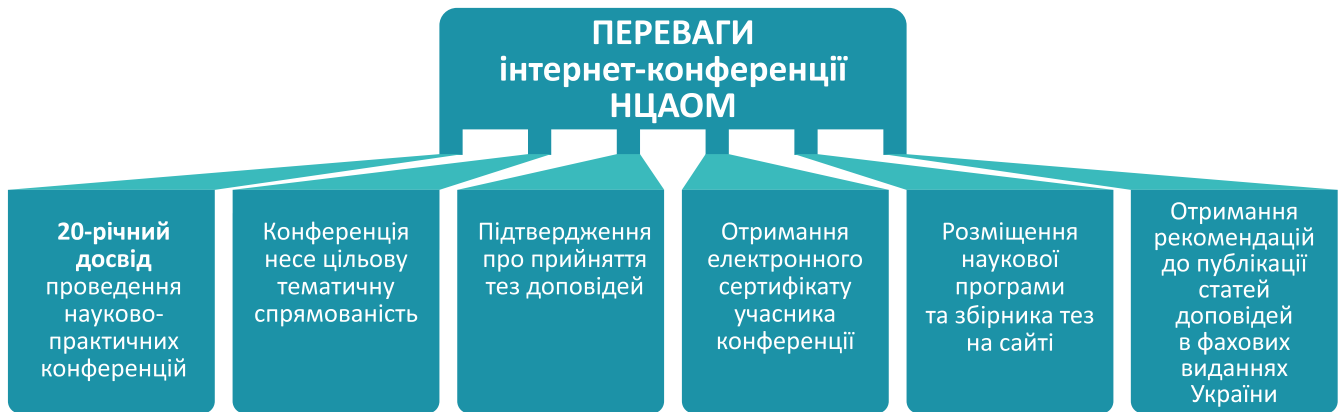 ПЕРЕВАГИ
інтернет-конференції
НЦАОМ
20-річний
досвід
проведення
науково-
практичних
конференцій
Конференція
несе цільову
тематичну
спрямованість
Підтвердження
про прийняття
тез доповідей
Отримання
електронного
сертифікату
учасника
конференції
Розміщення
наукової
програми
та збірника тез
на сайті
Отримання
рекомендацій
до публікації
статей
доповідей
в фахових
виданнях
України